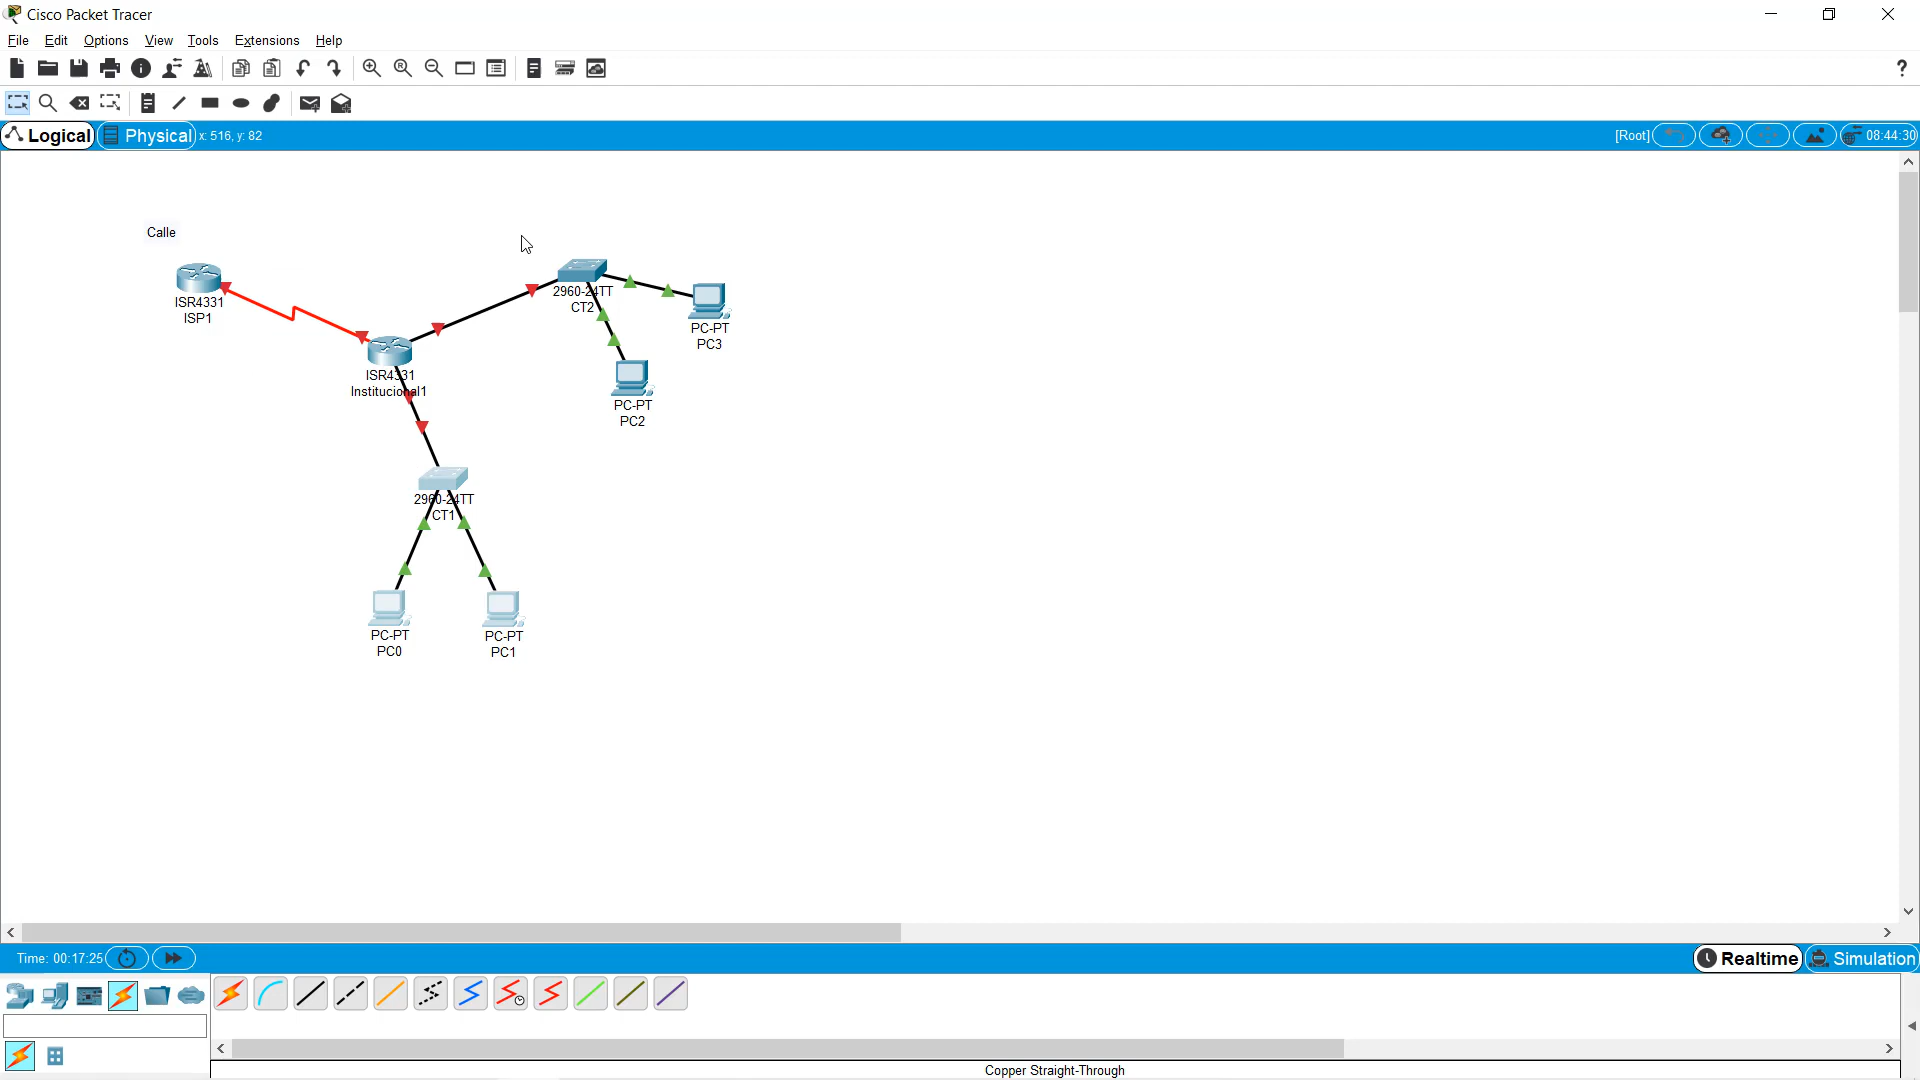 Cisco Packet Tracer
File Edit Options View Tools Extensions Help
?
Logical Physical x: 516, y: 82 [Root] 08:44:30
Calle
ISR4331
ISP1
2960-24TT
CT2
PC-PT
PC3
ISR4331
Institucional1
PC-PT
PC2
2960-24TT
CT1
PC-PT
PC0
PC-PT
PC1
Time: 00:17:25 Realtime Simulation
Copper Straight-Through